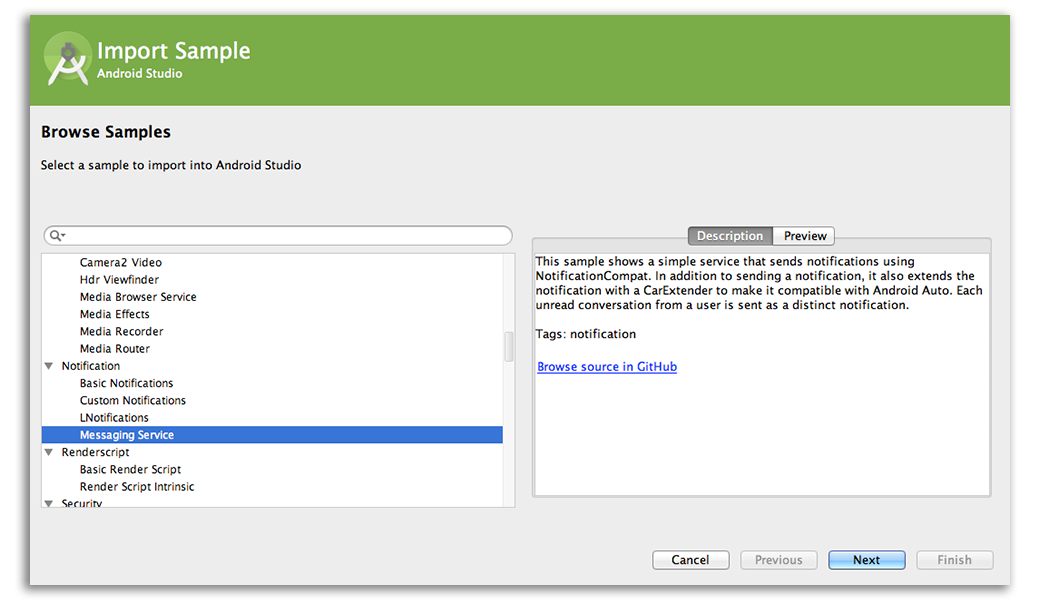 Import Sample
Android Studio
Browse Samples
Select a sample to import into Android Studio
Camera2 Video
Hdr Viewfinder
Media Browser Service
Media Effects
Media Recorder
Media Router
Notification
Basic Notifications
Custom Notifications
LNotifications
Messaging Service
Renderscript
Basic Render Script
Render Script Intrinsic
Security
Description Preview
This sample shows a simple service that sends notifications using
NotificationCompat. In addition to sending a notification, it also extends the
notification with a CarExtender to make it compatible with Android Auto. Each
unread conversation from a user is sent as a distinct notification.
Tags: notification
Browse source in GitHub
Cancel Previous Next Finish